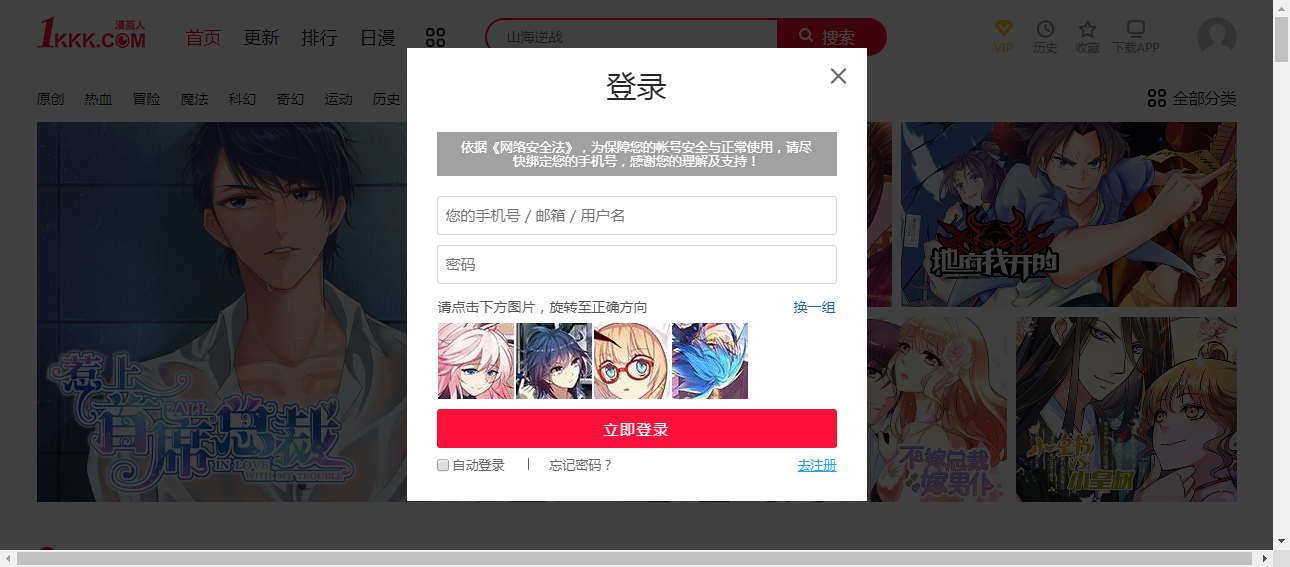 漫画人
1KKK.COM
首页 更新 排行 日漫
山海逆战
搜索
VIP 历史 收藏 下载APP
登录
原创 热血 冒险 魔法 科幻 奇幻 运动 历史
全部分类
依据《网络安全法》，为保障您的帐号安全与正常使用，请尽
快绑定您的手机号，感谢您的理解及支持！
您的手机号 / 邮箱 / 用户名
密码
请点击下方图片，旋转至正确方向
换一组
地府我开的
惹上
首席总裁
CALL
IN LOVE
WITH MY TROUBLE
立即登录
自动登录
忘记密码？
去注册
不嫁总裁
嫁男仆
小皇叔